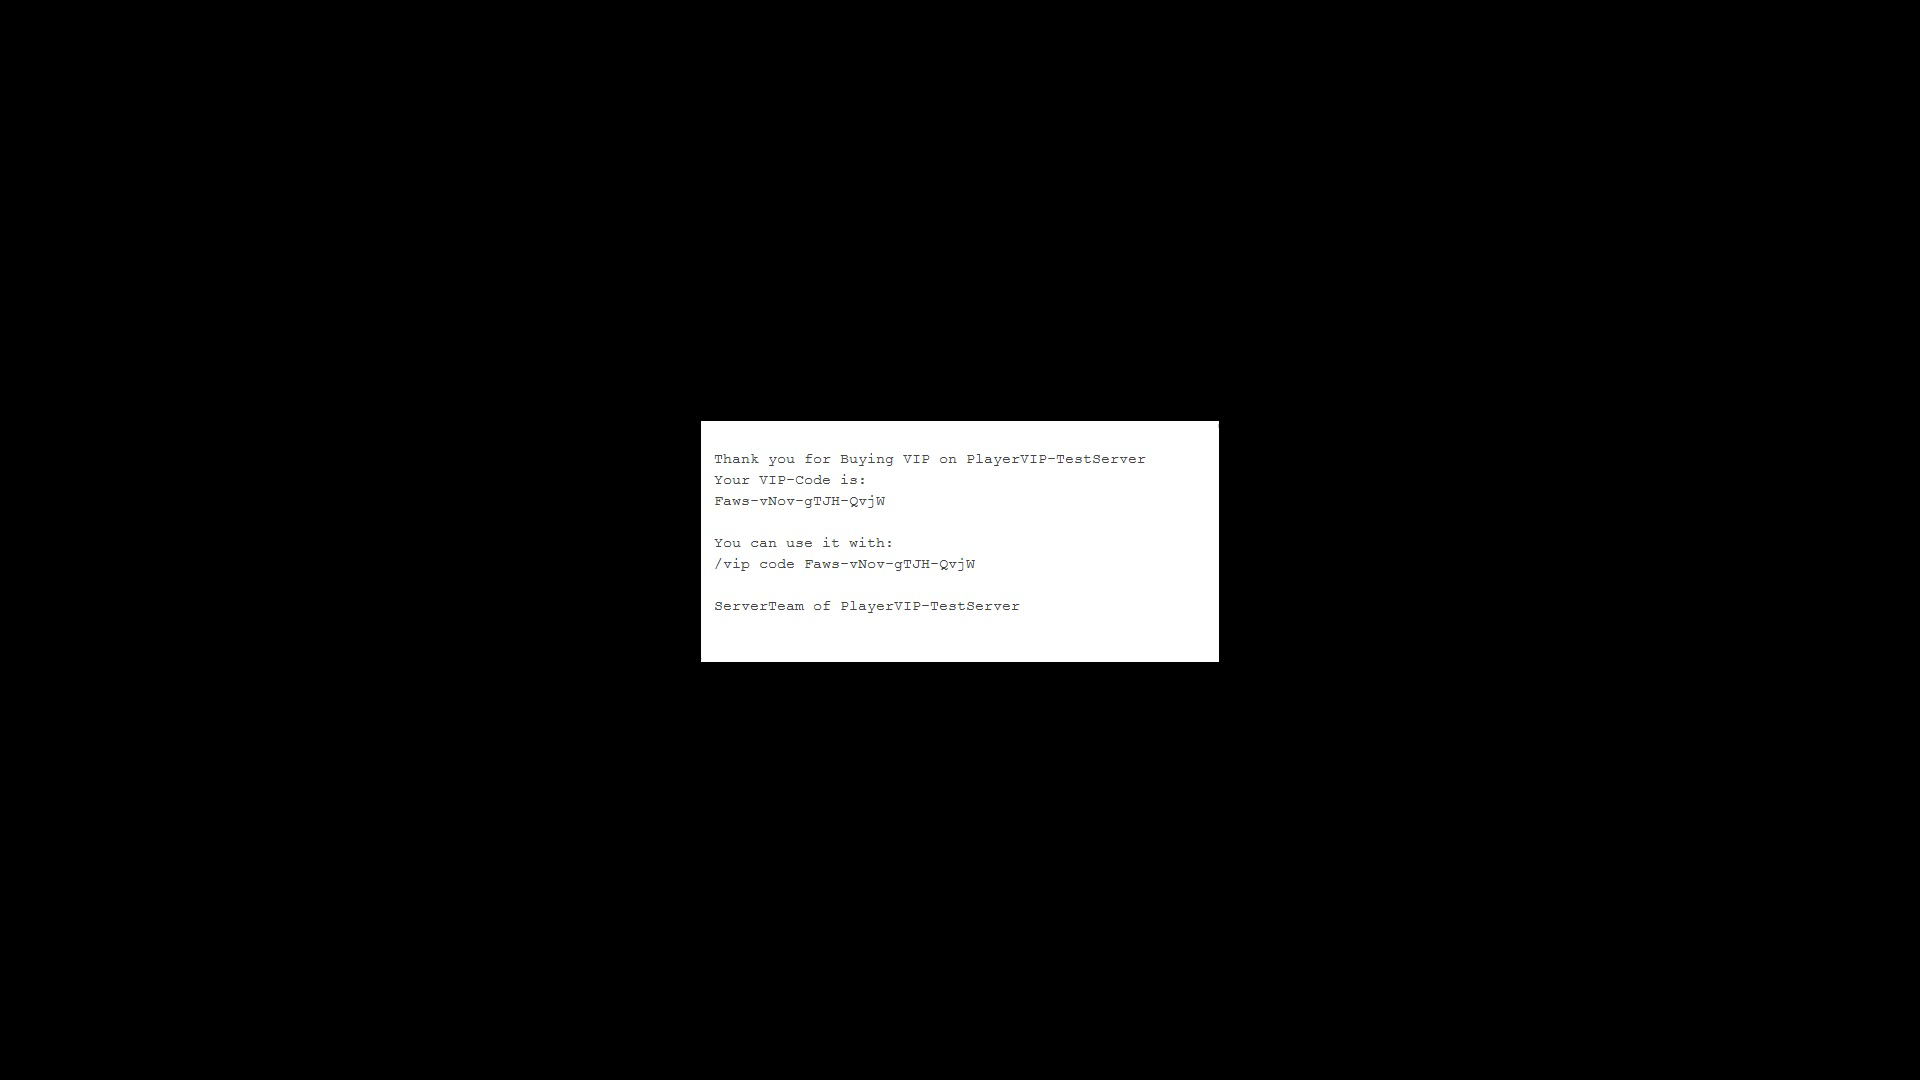 Thank you for Buying VIP on PlayerVIP-TestServer
Your VIP-Code is:
Faws-vNov-gTJH-QvjW
You can use it with:
/vip code Faws-vNov-gTJH-QvjW
ServerTeam of PlayerVIP-TestServer